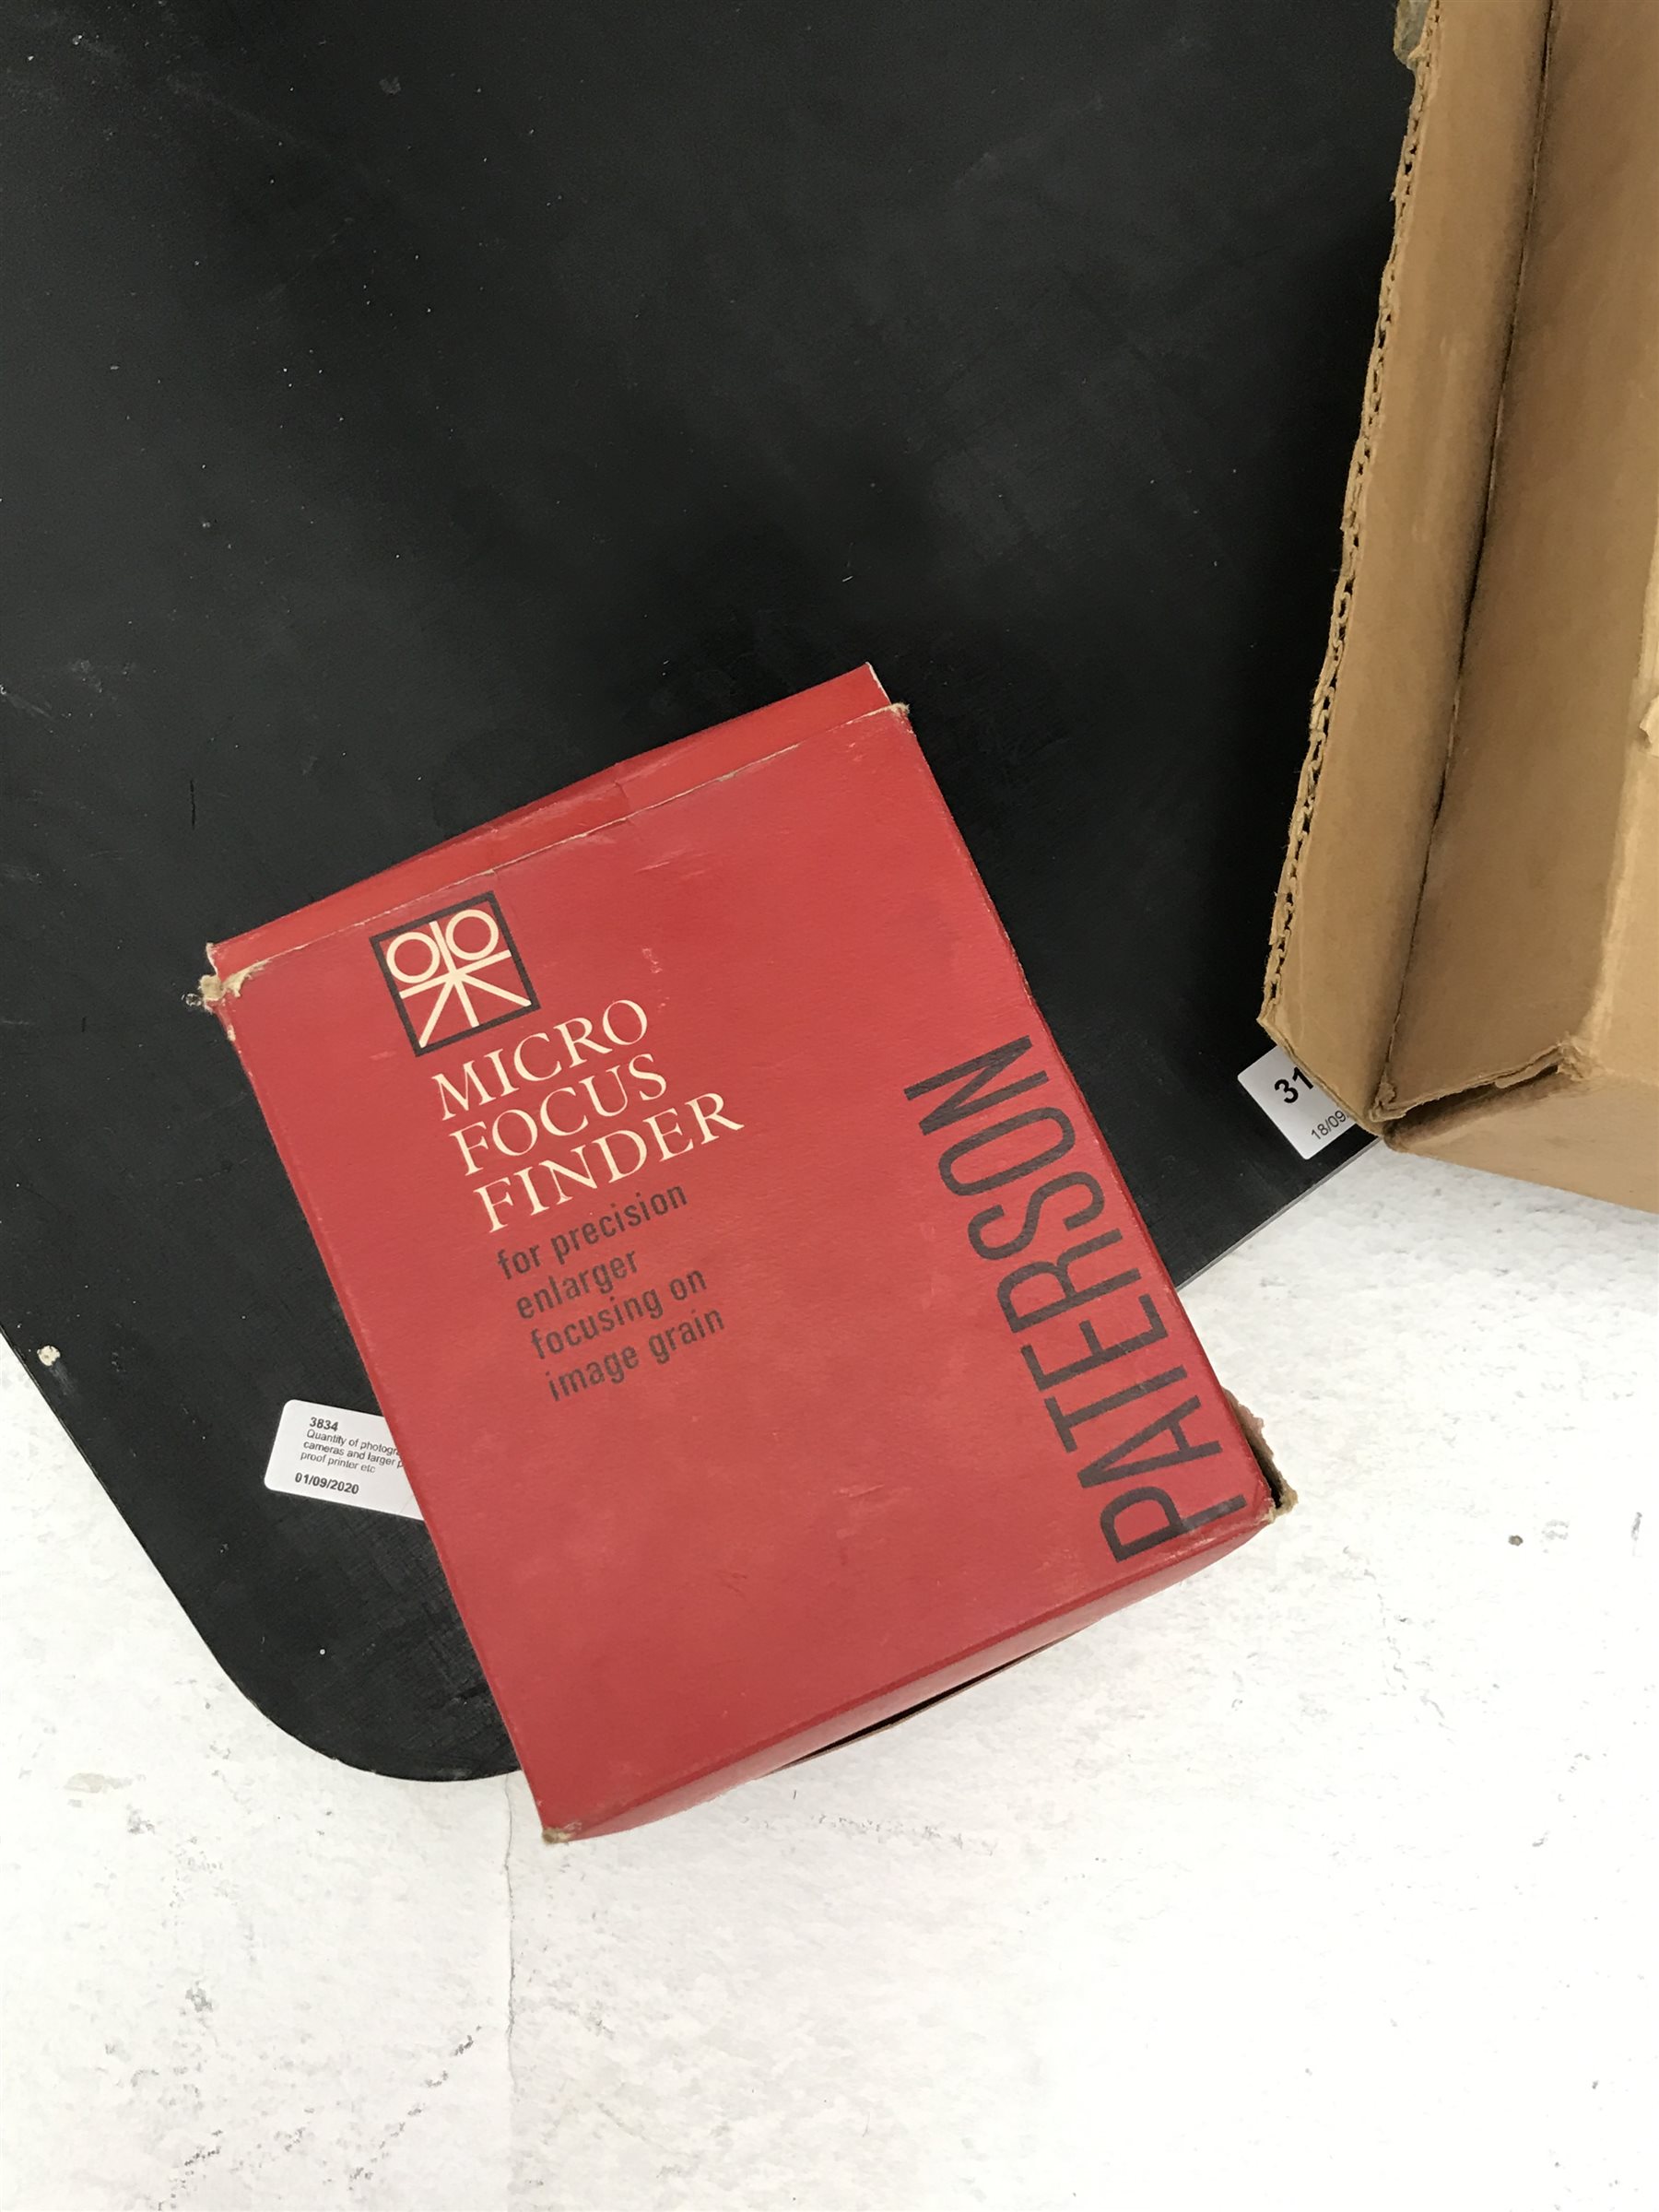 MICRO
FOCUS
FINDER
for precision
enlarger
focusing on
image grain
PATERSON
3834
Quantity of
cameras and larger
proof printer etc
01/09/2020
31
18/09